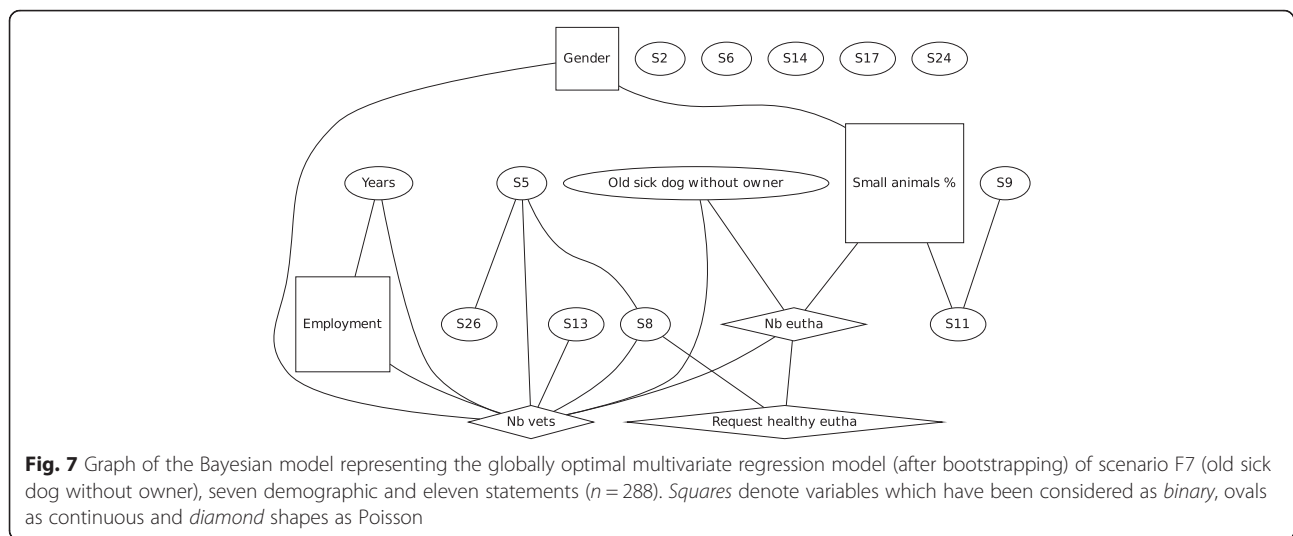 Gender S2 S6 S14 S17 S24
Years S5 Old sick dog without owner Small animals % S9
Employment S26 S13 S8 Nb eutha S11
Nb vets Request healthy eutha
Fig. 7 Graph of the Bayesian model representing the globally optimal multivariate regression model (after bootstrapping) of scenario F7 (old sick
dog without owner), seven demographic and eleven statements (n = 288). Squares denote variables which have been considered as binary, ovals
as continuous and diamond shapes as Poisson